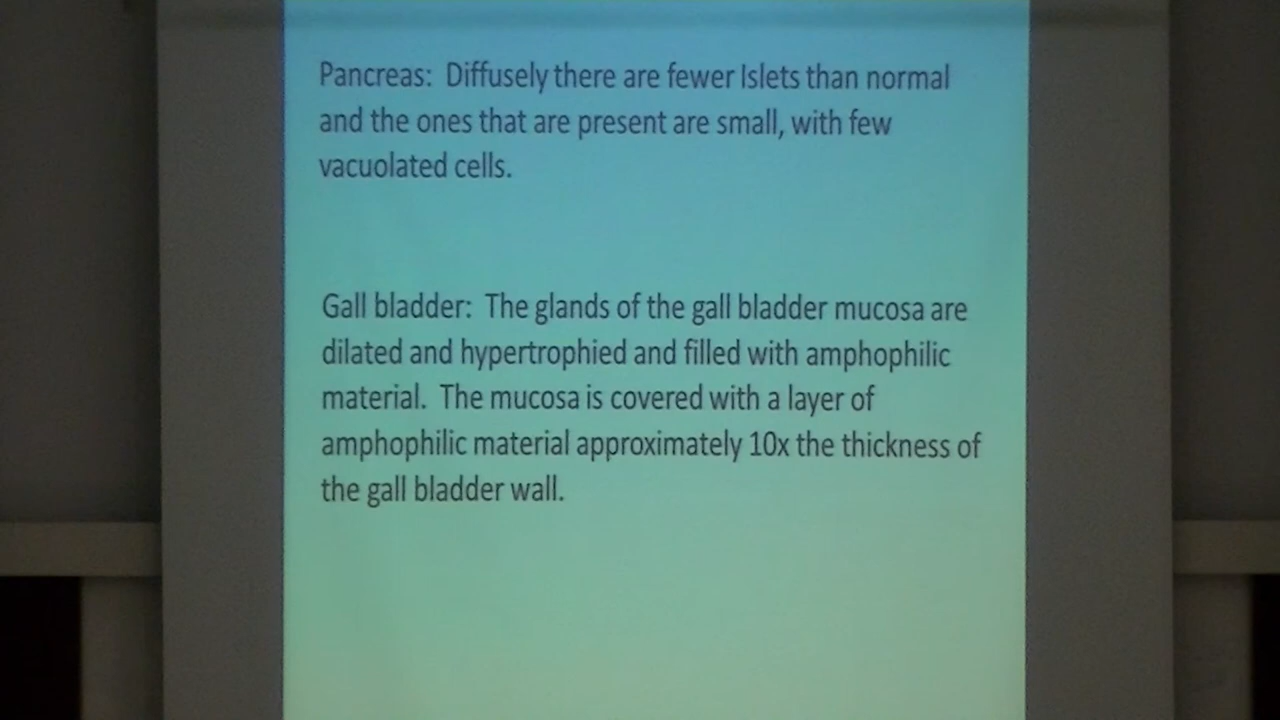 Pancreas: Diffusely there are fewer Islets than normal
and the ones that are present are small, with few
vacuolated cells.
Gall bladder: The glands of the gall bladder mucosa are
dilated and hypertrophied and filled with amphophilic
material. The mucosa is covered with a layer of
amphophilic material approximately 10x the thickness of
the gall bladder wall.